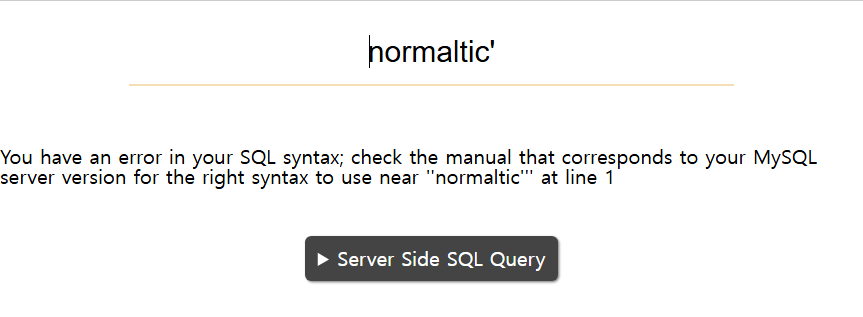 normaltic'
You have an error in your SQL syntax; check the manual that corresponds to your MySQL
server version for the right syntax to use near ''normaltic''' at line 1
▶ Server Side SQL Query